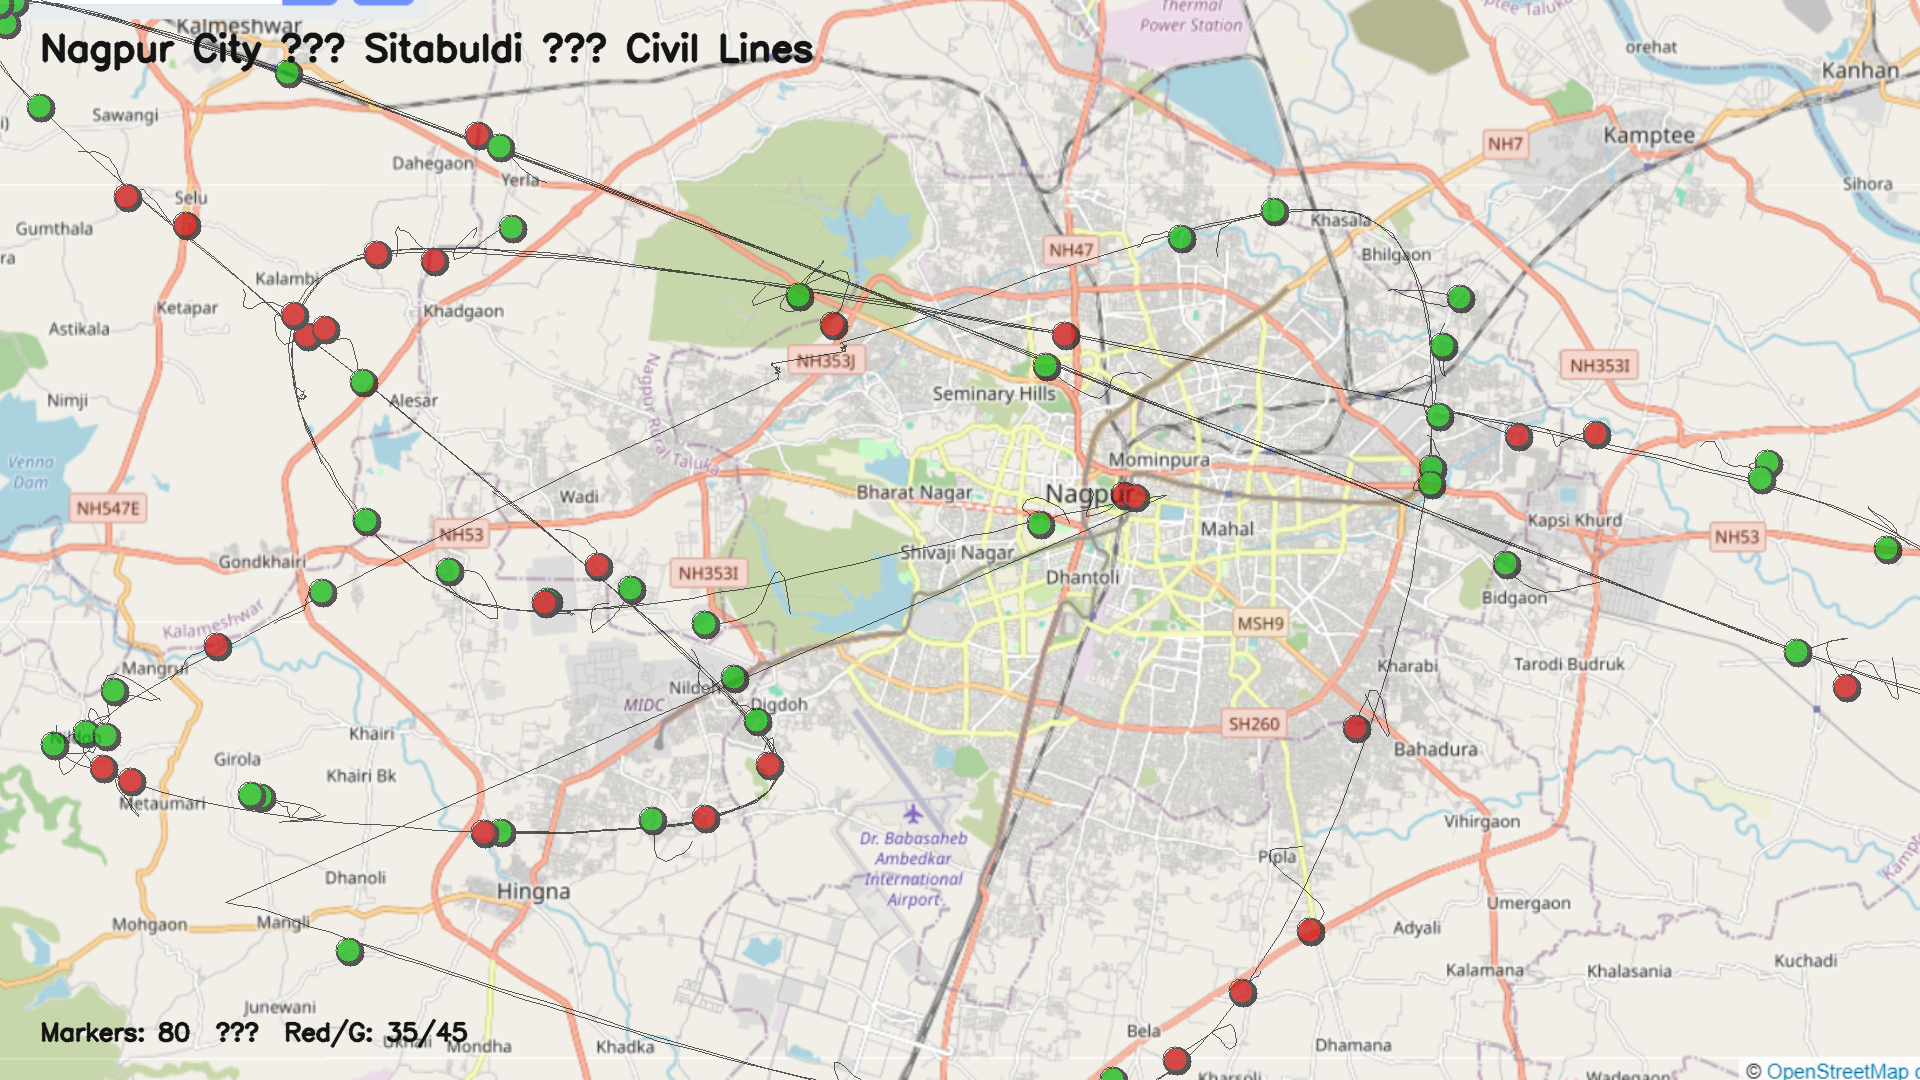 Thermal
Power Station
Kalmeshwar
Nagpur City ??? Sitabuldi ??? Civil Lines
orehat
Kanhan
Sawangi
Kamptee
NH7
Dahegaon
Yerla
Sihora
Selu
Gumthala
Khasala
NH47
Bhilgaon
Kalambi
Ketapar
Khadgaon
Astikala
NH353J
NH353I
Seminary Hills
Nimji
Alesar
Nagpur Rural Taluka
Mominpura
Venna
Dam
Bharat Nagar
Nagpur
Wadi
NH547E
Kapsi Khurd
Mahal
NH53
NH53
Shivaji Nagar
Gondkhairi
NH353I
Dhantoli
Bidgaon
Kalmeshwar
MSH9
Mangrul
Kharabi
Tarodi Budruk
Nildoh
MIDC
Digdoh
SH260
Khairi
Bahadura
Girola
Khairi Bk
Metaumari
Vihirgaon
Dr. Babasaheb
Ambedkar
International
Airport
Pipla
Dhanoli
Hingna
Umergaon
Mohgaon
Mangli
Adyali
Kuchadi
Kalamana
Khalasania
Junewani
Markers: 80 ??? Red/G: 35/45
Bela
Mondha
Khadka
Dhamana
Kharsoli
Wadegaon
© OpenStreetMap c